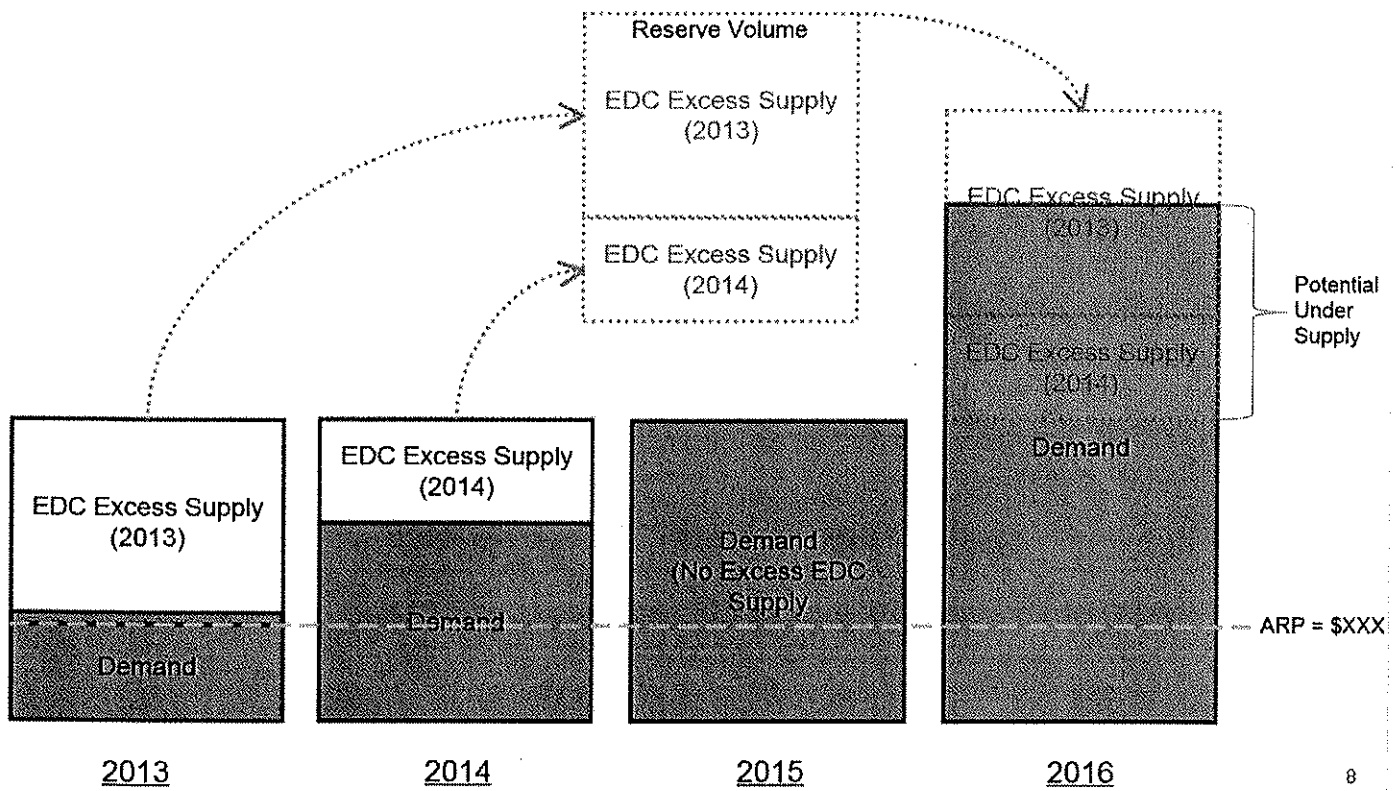 Reserve Volume
EDC Excess Supply
(2013)
EDC Excess Supply
(2014)
EDC Excess Supply
(2013)
EDC Excess Supply
(2014)
Demand
Potential
Under
Supply
EDC Excess Supply
(2013)
Demand
EDC Excess Supply
(2014)
Demand
Demand
(No Excess EDC
Supply
ARP = $XXX
2013
2014
2015
2016
8